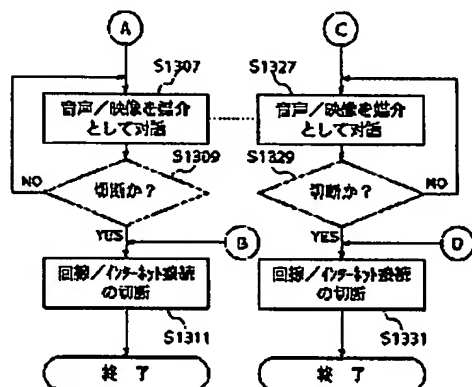 A
C
S1307
S1327
音声／映像を媒介
として対話
音声／映像を媒介
として対話
S1309
S1329
NO
切断か？
切断か？
NO
YES
B
YES
D
回線／インターネット接続
の切断
回線／インターネット接続
の切断
S1311
S1331
終 了
終 了